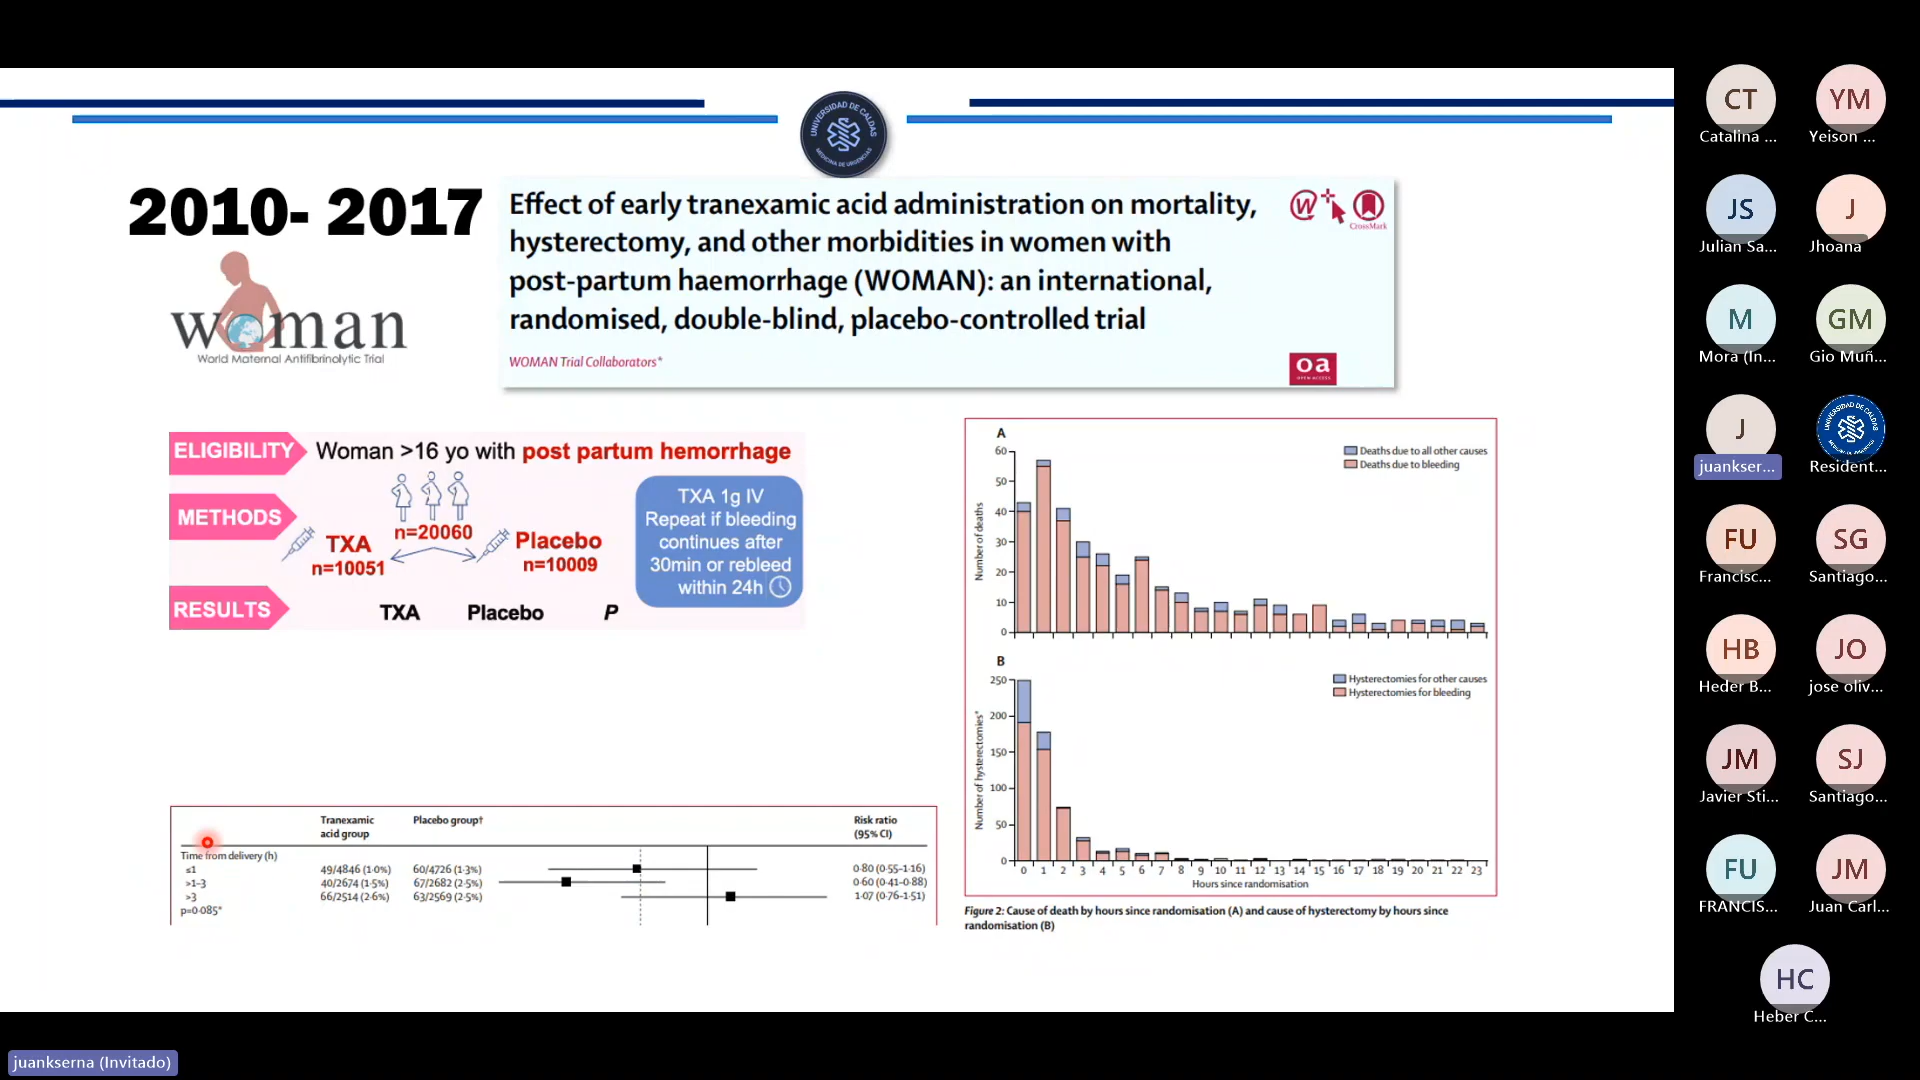 UNIVERSIDAD DE CALDAS
MEDICINA DE URGENCIAS
2010- 2017
woman
World Maternal Antifibrinolytic Trial
Effect of early tranexamic acid administration on mortality,
hysterectomy, and other morbidities in women with
post-partum haemorrhage (WOMAN): an international,
randomised, double-blind, placebo-controlled trial
WOMAN Trial Collaborators*
CrossMark
oa
OPEN ACCESS
ELIGIBILITY
Woman >16 yo with post partum hemorrhage
METHODS
n=20060
TXA
n=10051
Placebo
n=10009
TXA 1g IV
Repeat if bleeding
continues after
30min or rebleed
within 24h
RESULTS
TXA Placebo P
Tranexamic
acid group
Placebo group†
Risk ratio
(95% CI)
Time from delivery (h)
≤1 49/4846 (1·0%) 60/4726 (1·3%) 0·80 (0·55–1·16)
>1–3 40/2674 (1·5%) 67/2682 (2·5%) 0·60 (0·41–0·88)
>3 66/2514 (2·6%) 63/2569 (2·5%) 1·07 (0·76–1·51)
p=0·085*
A
Deaths due to all other causes
Deaths due to bleeding
Number of deaths
60
50
40
30
20
10
0
B
Hysterectomies for other causes
Hysterectomies for bleeding
Number of hysterectomies*
250
200
150
100
50
0
0 1 2 3 4 5 6 7 8 9 10 11 12 13 14 15 16 17 18 19 20 21 22 23
Hours since randomisation
Figure 2: Cause of death by hours since randomisation (A) and cause of hysterectomy by hours since
randomisation (B)
CT
Catalina ...
YM
Yeison ...
JS
Julian Sa...
J
Jhoana
M
Mora (In...
GM
Gio Muñ...
J
juankser...
UNIVERSIDAD DE CALDAS
Resident...
FU
Francisc...
SG
Santiago...
HB
Heder B...
JO
jose oliv...
JM
Javier Sti...
SJ
Santiago...
FU
FRANCIS...
JM
Juan Carl...
HC
Heber C...
juankserna (Invitado)